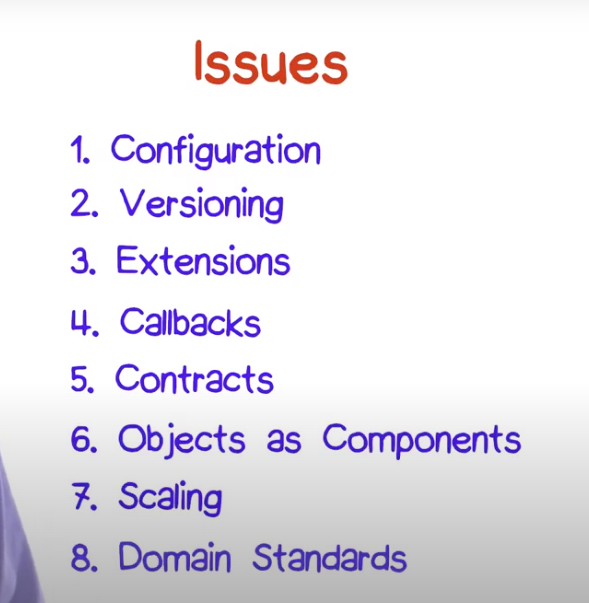 Issues
1. Configuration
2. Versioning
3. Extensions
4. Callbacks
5. Contracts
6. Objects as Components
7. Scaling
8. Domain Standards